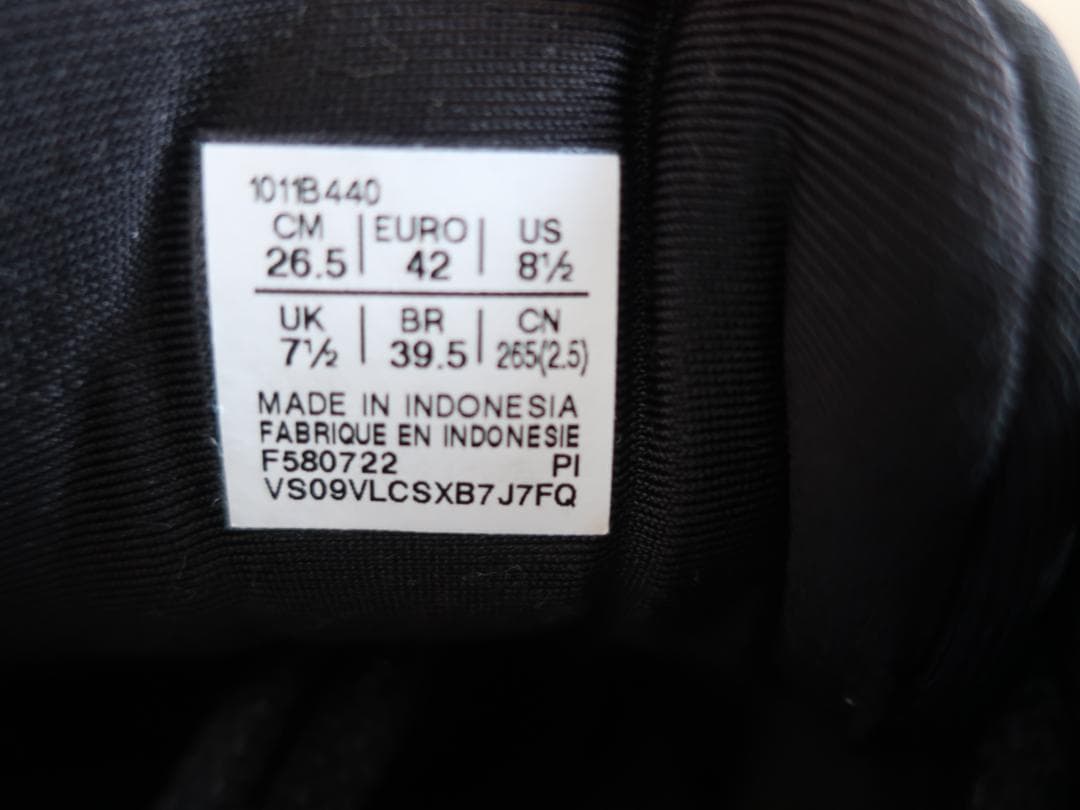 1011B440
CM | EURO | US
26.5 | 42 | 8½
UK | BR | CN
7½ | 39.5 | 265(2.5)
MADE IN INDONESIA
FABRIQUE EN INDONESIE
F580722 PI
VS09VLCSXB7J7FQ